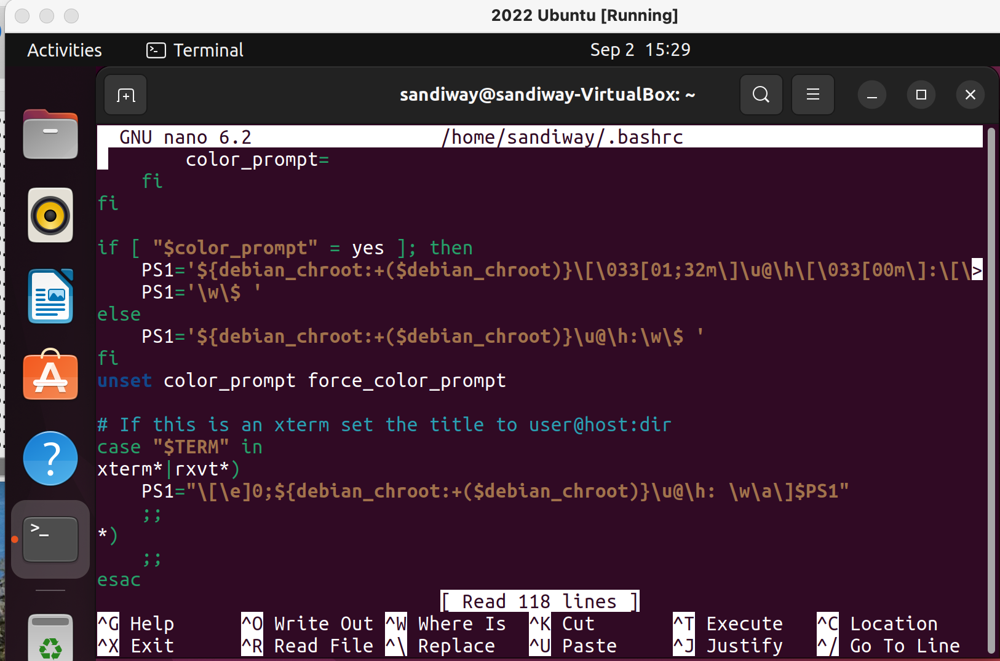 2022 Ubuntu [Running]
Activities
Terminal
Sep 2 15:29
sandiway@sandiway-VirtualBox: ~
GNU nano 6.2 /home/sandiway/.bashrc
        color_prompt=
    fi
fi

if [ "$color_prompt" = yes ]; then
    PS1='${debian_chroot:+($debian_chroot)}\[\033[01;32m\]\u@\h\[\033[00m\]:\[\>
    PS1='\w\$ '
else
    PS1='${debian_chroot:+($debian_chroot)}\u@\h:\w\$ '
fi
unset color_prompt force_color_prompt

# If this is an xterm set the title to user@host:dir
case "$TERM" in
xterm*|rxvt*)
    PS1="\[\e]0;${debian_chroot:+($debian_chroot)}\u@\h: \w\a\]$PS1"
    ;;
*)
    ;;
esac
[ Read 118 lines ]
^G Help ^O Write Out ^W Where Is ^K Cut ^T Execute ^C Location
^X Exit ^R Read File ^\ Replace ^U Paste ^J Justify ^/ Go To Line